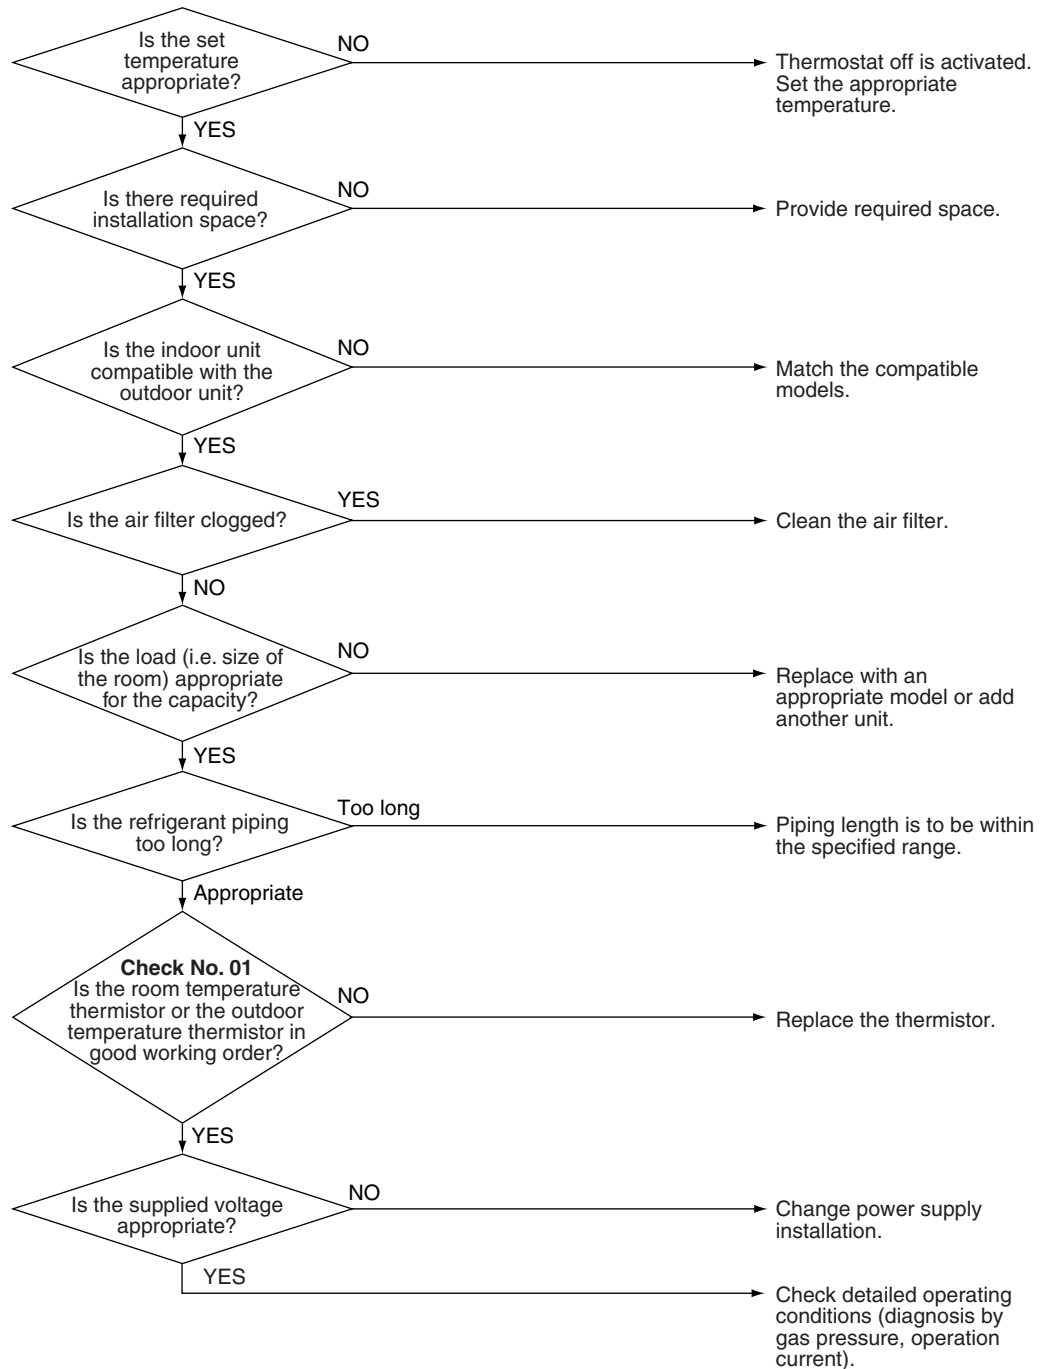 Is the set
temperature
appropriate?
NO
Thermostat off is activated.
Set the appropriate
temperature.
YES
Is there required
installation space?
NO
Provide required space.
YES
Is the indoor unit
compatible with the
outdoor unit?
NO
Match the compatible
models.
YES
Is the air filter clogged?
YES
Clean the air filter.
NO
Is the load (i.e. size of
the room) appropriate
for the capacity?
NO
Replace with an
appropriate model or add
another unit.
YES
Is the refrigerant piping
too long?
Too long
Piping length is to be within
the specified range.
Appropriate
Check No. 01
Is the room temperature
thermistor or the outdoor
temperature thermistor in
good working order?
NO
Replace the thermistor.
YES
Is the supplied voltage
appropriate?
NO
Change power supply
installation.
YES
Check detailed operating
conditions (diagnosis by
gas pressure, operation
current).